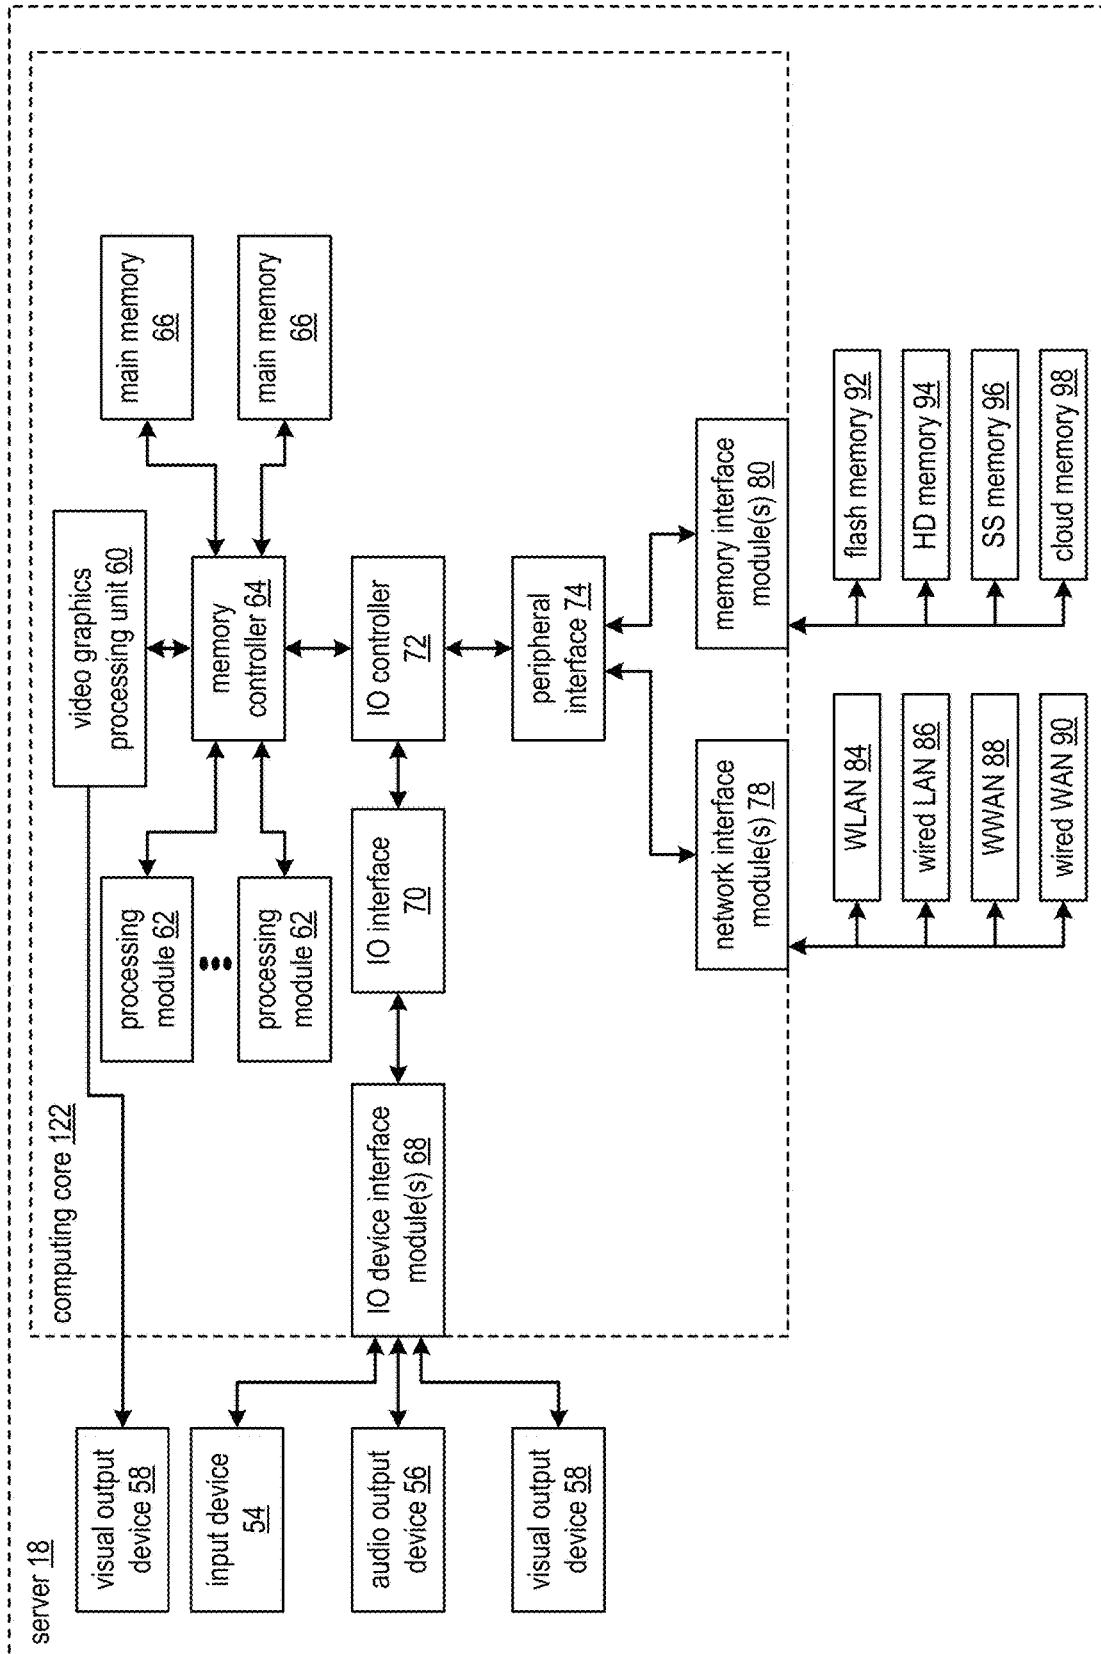 server 18
computing core 122
visual output
device 58
input device
54
audio output
device 56
visual output
device 58
video graphics
processing unit 60
processing
module 62
processing
module 62
memory
controller 64
main memory
66
main memory
66
IO device interface
module(s) 68
IO interface
70
IO controller
72
peripheral
interface 74
network interface
module(s) 78
memory interface
module(s) 80
WLAN 84
wired LAN 86
WWAN 88
wired WAN 90
flash memory 92
HD memory 94
SS memory 96
cloud memory 98